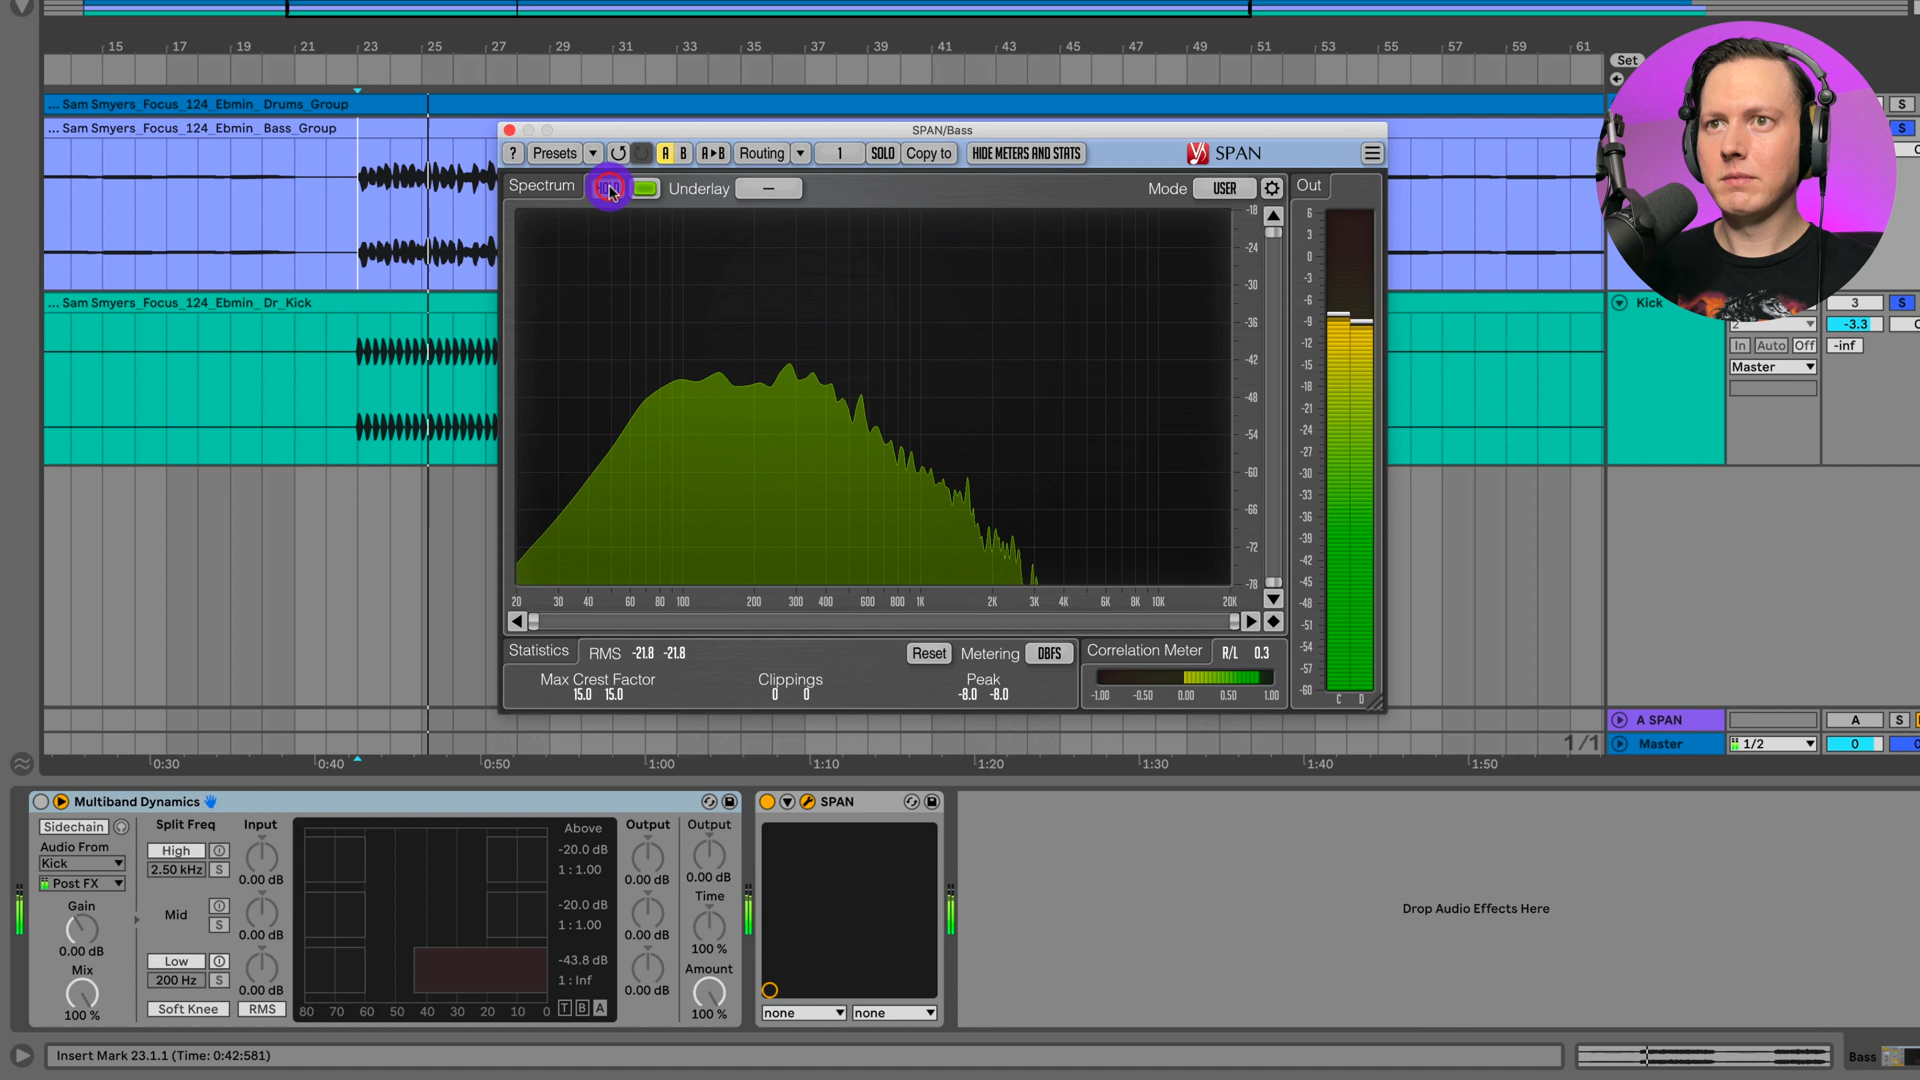 15 17 19 21 23 25 27 29 31 33 35 37 39 41 43 45 47 49 51 53 55 57 59 61
Set
... Sam Smyers_Focus_124_Ebmin_ Drums_Group
S
... Sam Smyers_Focus_124_Ebmin_ Bass_Group
S
SPAN/Bass
? Presets A B A▸B Routing 1 SOLO Copy to HIDE METERS AND STATS SPAN
Spectrum Underlay — Mode USER Out
-18 -24 -30 -36 -42 -48 -54 -60 -66 -72 -78
6 3 0 -3 -6 -9 -12 -15 -18 -21 -24 -27 -30 -33 -36 -39 -42 -45 -48 -51 -54 -57 -60
C D
20 30 40 60 80 100 200 300 400 600 800 1K 2K 3K 4K 6K 8K 10K 20K
Statistics RMS -21.8 -21.8 Reset Metering DBFS
Max Crest Factor Clippings Peak
15.0 15.0 0 0 -8.0 -8.0
Correlation Meter R/L 0.3
-1.00 -0.50 0.00 0.50 1.00
... Sam Smyers_Focus_124_Ebmin_Dr_Kick
Kick 3 S
2 -3.3 C
In Auto Off -inf
Master
A SPAN A S
1/1
Master 1/2 0 0
0:30 0:40 0:50 1:00 1:10 1:20 1:30 1:40 1:50
Multiband Dynamics
Sidechain Split Freq Input Above Output Output
Audio From High -20.0 dB
Kick 2.50 kHz S 0.00 dB 1 : 1.00 0.00 dB 0.00 dB
Post FX Time
Gain Mid -20.0 dB
S 1 : 1.00
0.00 dB 0.00 dB 0.00 dB 100 %
Mix Low -43.8 dB Amount
200 Hz S 0.00 dB 1 : Inf 0.00 dB
100 % Soft Knee RMS 80 70 60 50 40 30 20 10 0 T B A 100 %
SPAN
none none
Drop Audio Effects Here
Insert Mark 23.1.1 (Time: 0:42:581)
Bass